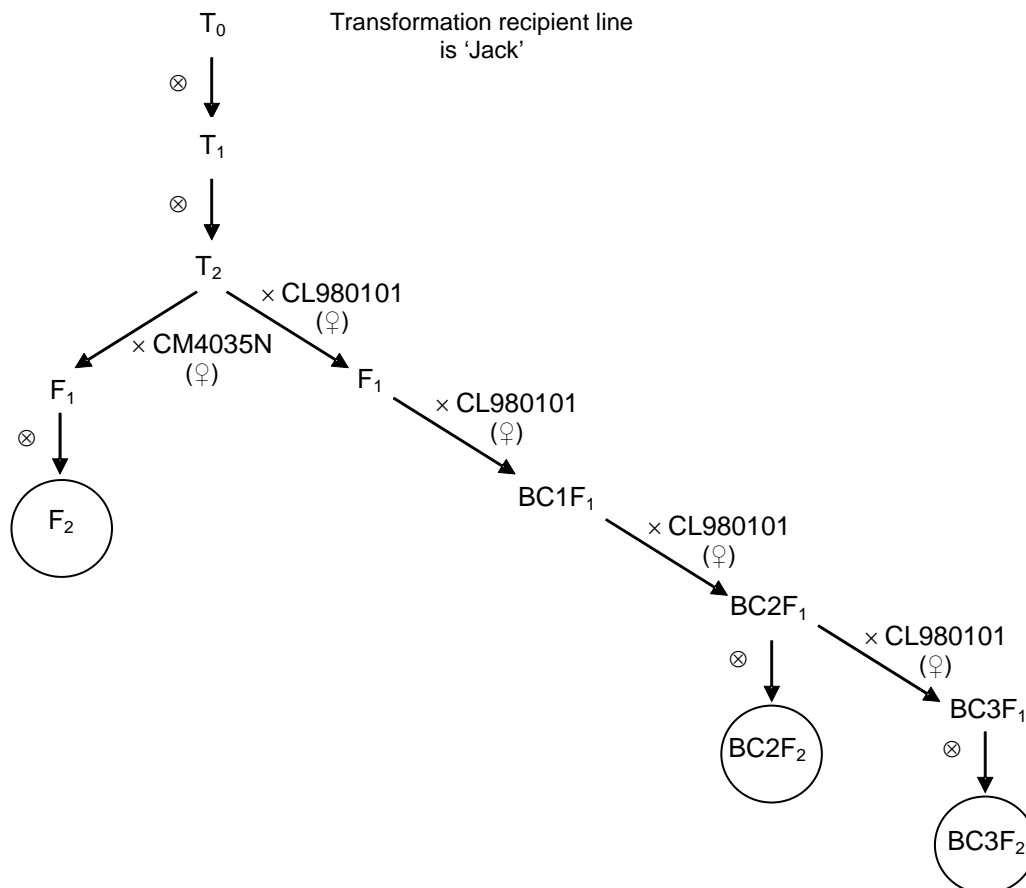 T₀
Transformation recipient line
is ‘Jack’
⊗
T₁
⊗
T₂
× CL980101
(♀)
× CM4035N
(♀)
F₁
F₁
× CL980101
(♀)
⊗
F₂
BC1F₁
× CL980101
(♀)
BC2F₁
× CL980101
(♀)
⊗
BC3F₁
BC2F₂
⊗
BC3F₂